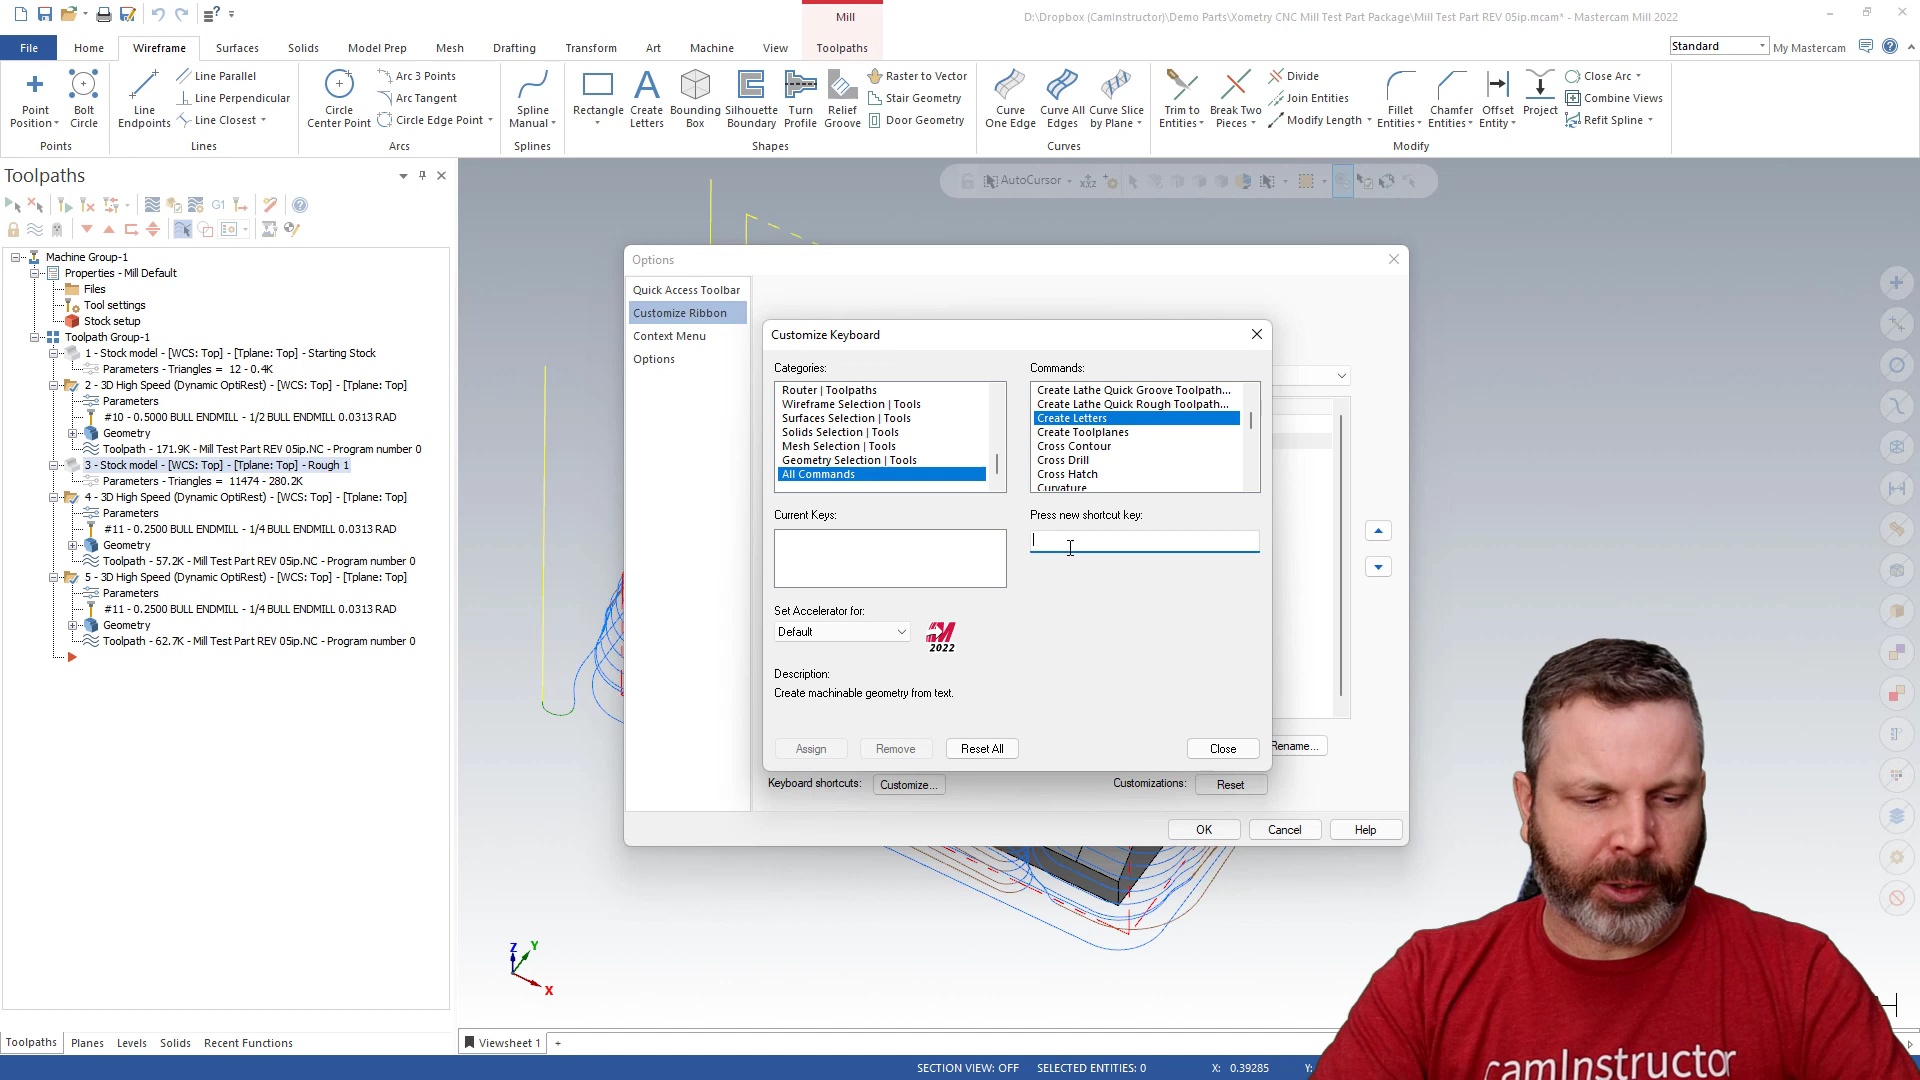 Mill
D:\Dropbox (CamInstructor)\Demo Parts\Xometry CNC Mill Test Part Package\Mill Test Part REV 05ip.mcam* - Mastercam Mill 2022
File Home Wireframe Surfaces Solids Model Prep Mesh Drafting Transform Art Machine View Toolpaths
Standard
My Mastercam
Point Position
Bolt Circle
Points
Line Endpoints
Line Parallel
Line Perpendicular
Line Closest
Lines
Circle Center Point
Arc 3 Points
Arc Tangent
Circle Edge Point
Arcs
Spline Manual
Splines
Rectangle
Create Letters
Bounding Box
Silhouette Boundary
Turn Profile
Relief Groove
Raster to Vector
Stair Geometry
Door Geometry
Shapes
Curve One Edge
Curve All Edges
Curve Slice by Plane
Curves
Trim to Entities
Break Two Pieces
Divide
Join Entities
Modify Length
Fillet Entities
Chamfer Entities
Offset Entity
Project
Close Arc
Combine Views
Refit Spline
Modify
Toolpaths
G1
Machine Group-1
Properties - Mill Default
Files
Tool settings
Stock setup
Toolpath Group-1
1 - Stock model - [WCS: Top] - [Tplane: Top] - Starting Stock
Parameters - Triangles = 12 - 0.4K
2 - 3D High Speed (Dynamic OptiRest) - [WCS: Top] - [Tplane: Top]
Parameters
#10 - 0.5000 BULL ENDMILL - 1/2 BULL ENDMILL 0.0313 RAD
Geometry
Toolpath - 171.9K - Mill Test Part REV 05ip.NC - Program number 0
3 - Stock model - [WCS: Top] - [Tplane: Top] - Rough 1
Parameters - Triangles = 11474 - 280.2K
4 - 3D High Speed (Dynamic OptiRest) - [WCS: Top] - [Tplane: Top]
Parameters
#11 - 0.2500 BULL ENDMILL - 1/4 BULL ENDMILL 0.0313 RAD
Geometry
Toolpath - 57.2K - Mill Test Part REV 05ip.NC - Program number 0
5 - 3D High Speed (Dynamic OptiRest) - [WCS: Top] - [Tplane: Top]
Parameters
#11 - 0.2500 BULL ENDMILL - 1/4 BULL ENDMILL 0.0313 RAD
Geometry
Toolpath - 62.7K - Mill Test Part REV 05ip.NC - Program number 0
AutoCursor
Options
Quick Access Toolbar
Customize Ribbon
Context Menu
Options
Customize Keyboard
Categories:
Router | Toolpaths
Wireframe Selection | Tools
Surfaces Selection | Tools
Solids Selection | Tools
Mesh Selection | Tools
Geometry Selection | Tools
All Commands
Commands:
Create Lathe Quick Groove Toolpath...
Create Lathe Quick Rough Toolpath...
Create Letters
Create Toolplanes
Cross Contour
Cross Drill
Cross Hatch
Curvature
Current Keys:
Press new shortcut key:
Set Accelerator for:
Default
2022
Description:
Create machinable geometry from text.
Assign Remove Reset All Close
Rename...
Keyboard shortcuts: Customize...
Customizations: Reset
OK Cancel Help
Z Y X
Toolpaths Planes Levels Solids Recent Functions
Viewsheet 1 +
SECTION VIEW: OFF SELECTED ENTITIES: 0 X: 0.39285 Y:
camInstructor